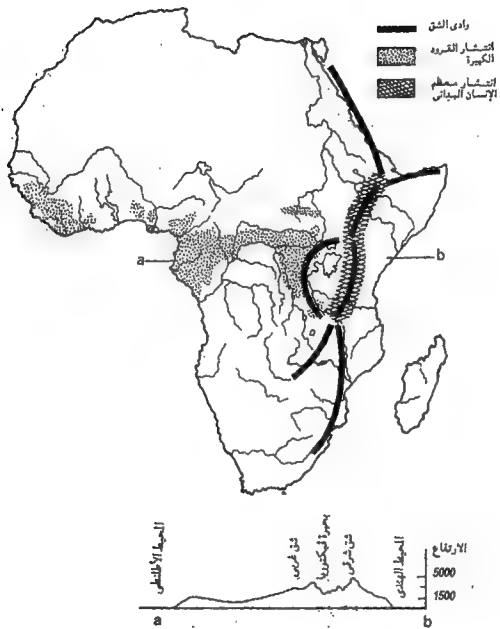 وادى الشق
انتشار القرود
الكبيرة
انتشار معظم
الإنسان البدائى
a
b
المحيط الأطلنطى
شق غربى
بحيرة فيكتوريا
شق شرقى
المحيط الهندى
الارتفاع
5000
1500
a
b